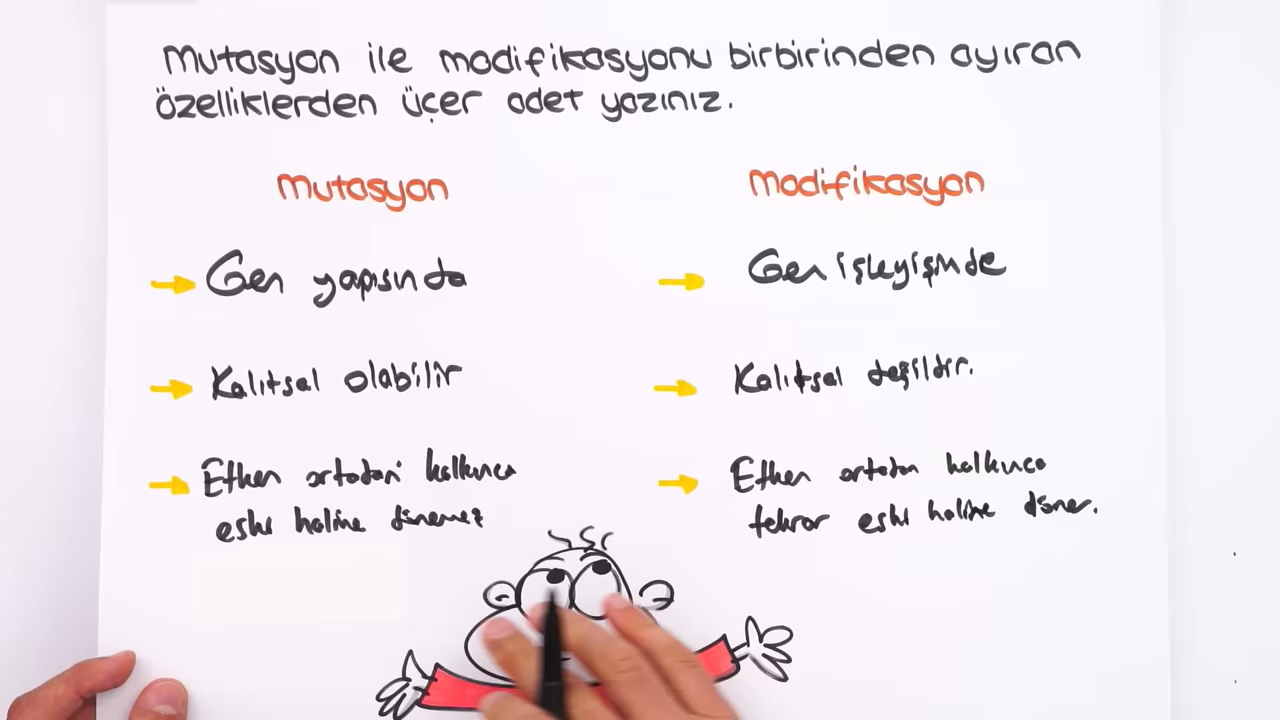 Mutasyon ile modifikasyonu birbirinden ayıran
özelliklerden üçer adet yazınız.
Mutasyon
Modifikasyon
Gen yapısında
Gen işleyişinde
Kalıtsal olabilir
Kalıtsal değildir.
Etken ortadan kalkınca
eski haline dönemez
Etken ortadan kalkınca
tekrar eski haline döner.